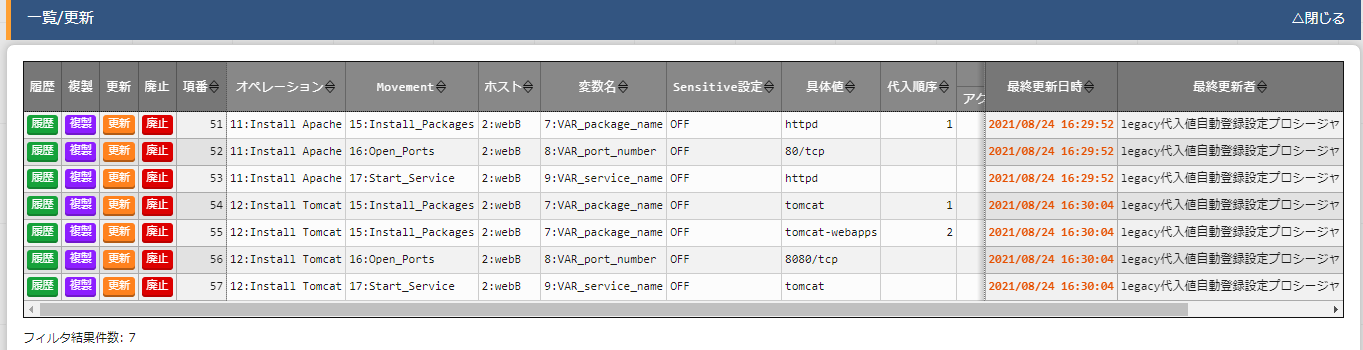 一覧/更新 △閉じる
履歴 複製 更新 廃止 項番 オペレーション Movement ホスト 変数名 Sensitive設定 具体値 代入順序 アク 最終更新日時 最終更新者
履歴 複製 更新 廃止 51 11:Install Apache 15:Install_Packages 2:webB 7:VAR_package_name OFF httpd 1 2021/08/24 16:29:52 legacy代入値自動登録設定プロシージャ
履歴 複製 更新 廃止 52 11:Install Apache 16:Open_Ports 2:webB 8:VAR_port_number OFF 80/tcp 2021/08/24 16:29:52 legacy代入値自動登録設定プロシージャ
履歴 複製 更新 廃止 53 11:Install Apache 17:Start_Service 2:webB 9:VAR_service_name OFF httpd 2021/08/24 16:29:52 legacy代入値自動登録設定プロシージャ
履歴 複製 更新 廃止 54 12:Install Tomcat 15:Install_Packages 2:webB 7:VAR_package_name OFF tomcat 1 2021/08/24 16:30:04 legacy代入値自動登録設定プロシージャ
履歴 複製 更新 廃止 55 12:Install Tomcat 15:Install_Packages 2:webB 7:VAR_package_name OFF tomcat-webapps 2 2021/08/24 16:30:04 legacy代入値自動登録設定プロシージャ
履歴 複製 更新 廃止 56 12:Install Tomcat 16:Open_Ports 2:webB 8:VAR_port_number OFF 8080/tcp 2021/08/24 16:30:04 legacy代入値自動登録設定プロシージャ
履歴 複製 更新 廃止 57 12:Install Tomcat 17:Start_Service 2:webB 9:VAR_service_name OFF tomcat 2021/08/24 16:30:04 legacy代入値自動登録設定プロシージャ
フィルタ結果件数: 7